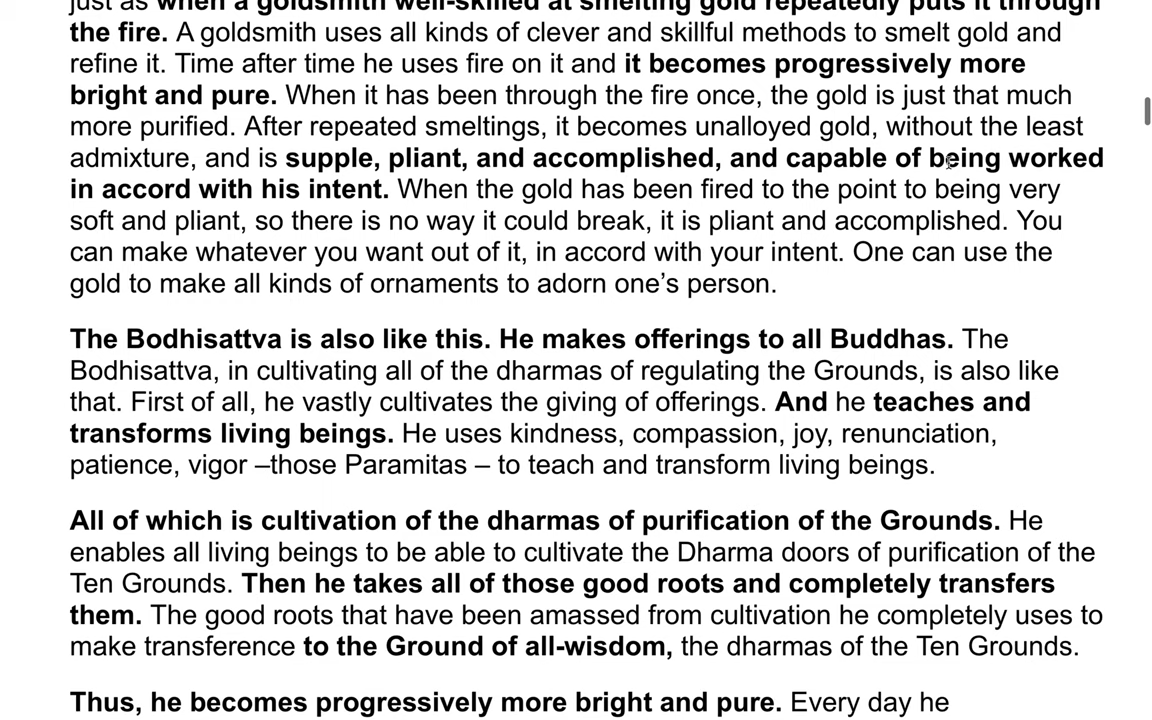 just as when a goldsmith well-skilled at smelting gold repeatedly puts it through
the fire. A goldsmith uses all kinds of clever and skillful methods to smelt gold and
refine it. Time after time he uses fire on it and it becomes progressively more
bright and pure. When it has been through the fire once, the gold is just that much
more purified. After repeated smeltings, it becomes unalloyed gold, without the least
admixture, and is supple, pliant, and accomplished, and capable of being worked
in accord with his intent. When the gold has been fired to the point to being very
soft and pliant, so there is no way it could break, it is pliant and accomplished. You
can make whatever you want out of it, in accord with your intent. One can use the
gold to make all kinds of ornaments to adorn one’s person.
The Bodhisattva is also like this. He makes offerings to all Buddhas. The
Bodhisattva, in cultivating all of the dharmas of regulating the Grounds, is also like
that. First of all, he vastly cultivates the giving of offerings. And he teaches and
transforms living beings. He uses kindness, compassion, joy, renunciation,
patience, vigor –those Paramitas – to teach and transform living beings.
All of which is cultivation of the dharmas of purification of the Grounds. He
enables all living beings to be able to cultivate the Dharma doors of purification of the
Ten Grounds. Then he takes all of those good roots and completely transfers
them. The good roots that have been amassed from cultivation he completely uses to
make transference to the Ground of all-wisdom, the dharmas of the Ten Grounds.
Thus, he becomes progressively more bright and pure. Every day he